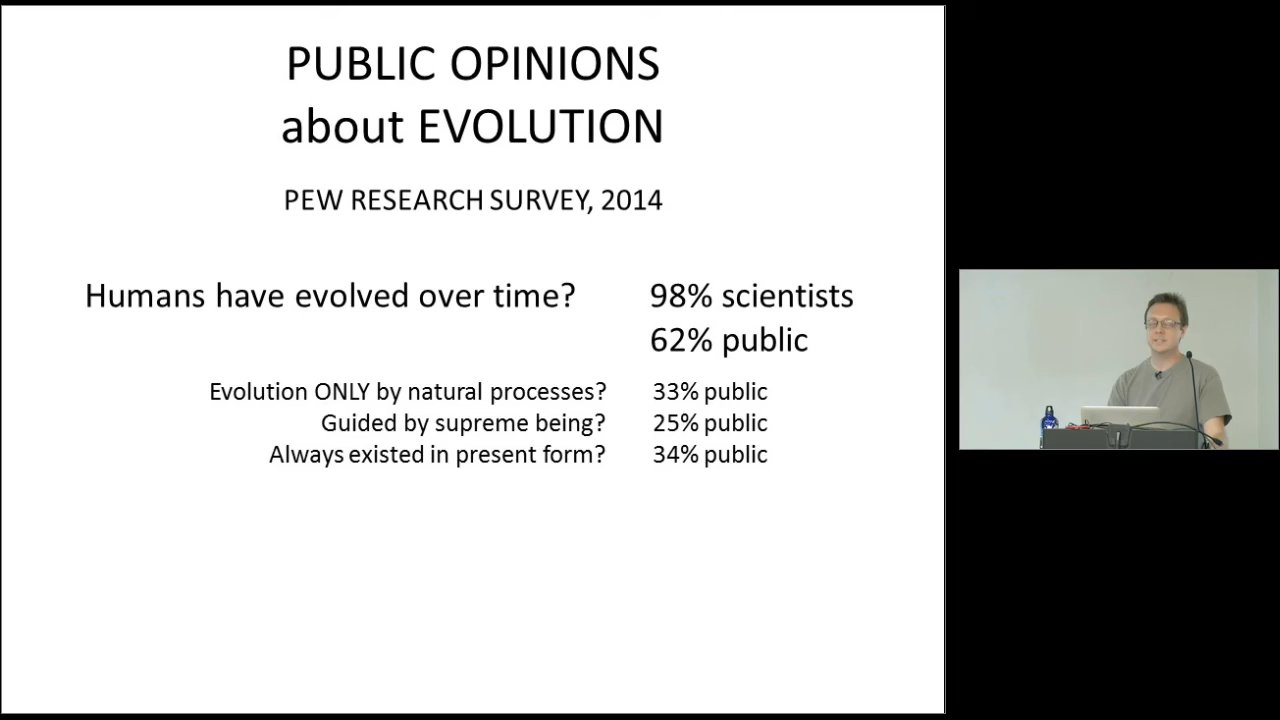 PUBLIC OPINIONS
about EVOLUTION
PEW RESEARCH SURVEY, 2014
Humans have evolved over time? 98% scientists
62% public
Evolution ONLY by natural processes? 33% public
Guided by supreme being? 25% public
Always existed in present form? 34% public